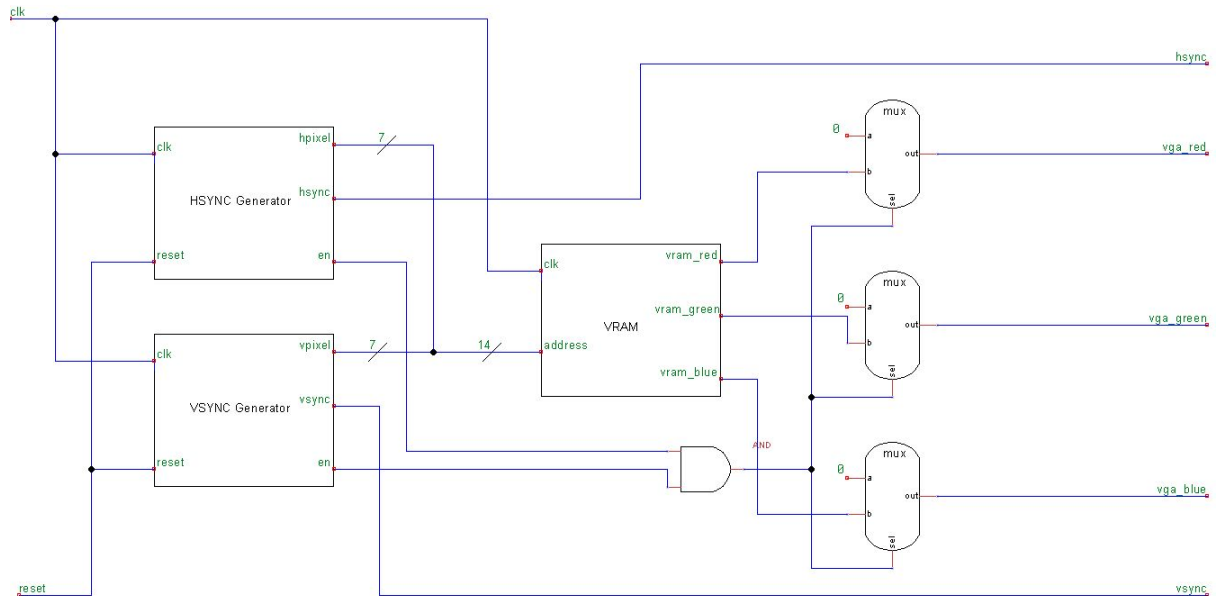 clk
hsync
mux
0
a
out
vga_red
b
sel
hpixel
7
clk
HSYNC Generator
hsync
reset
en
vram_red
clk
vram_green
VRAM
address
vram_blue
mux
0
a
out
vga_green
b
sel
vpixel
7
14
clk
vsync
VSYNC Generator
reset
en
AND
mux
0
a
out
vga_blue
b
sel
reset
vsync